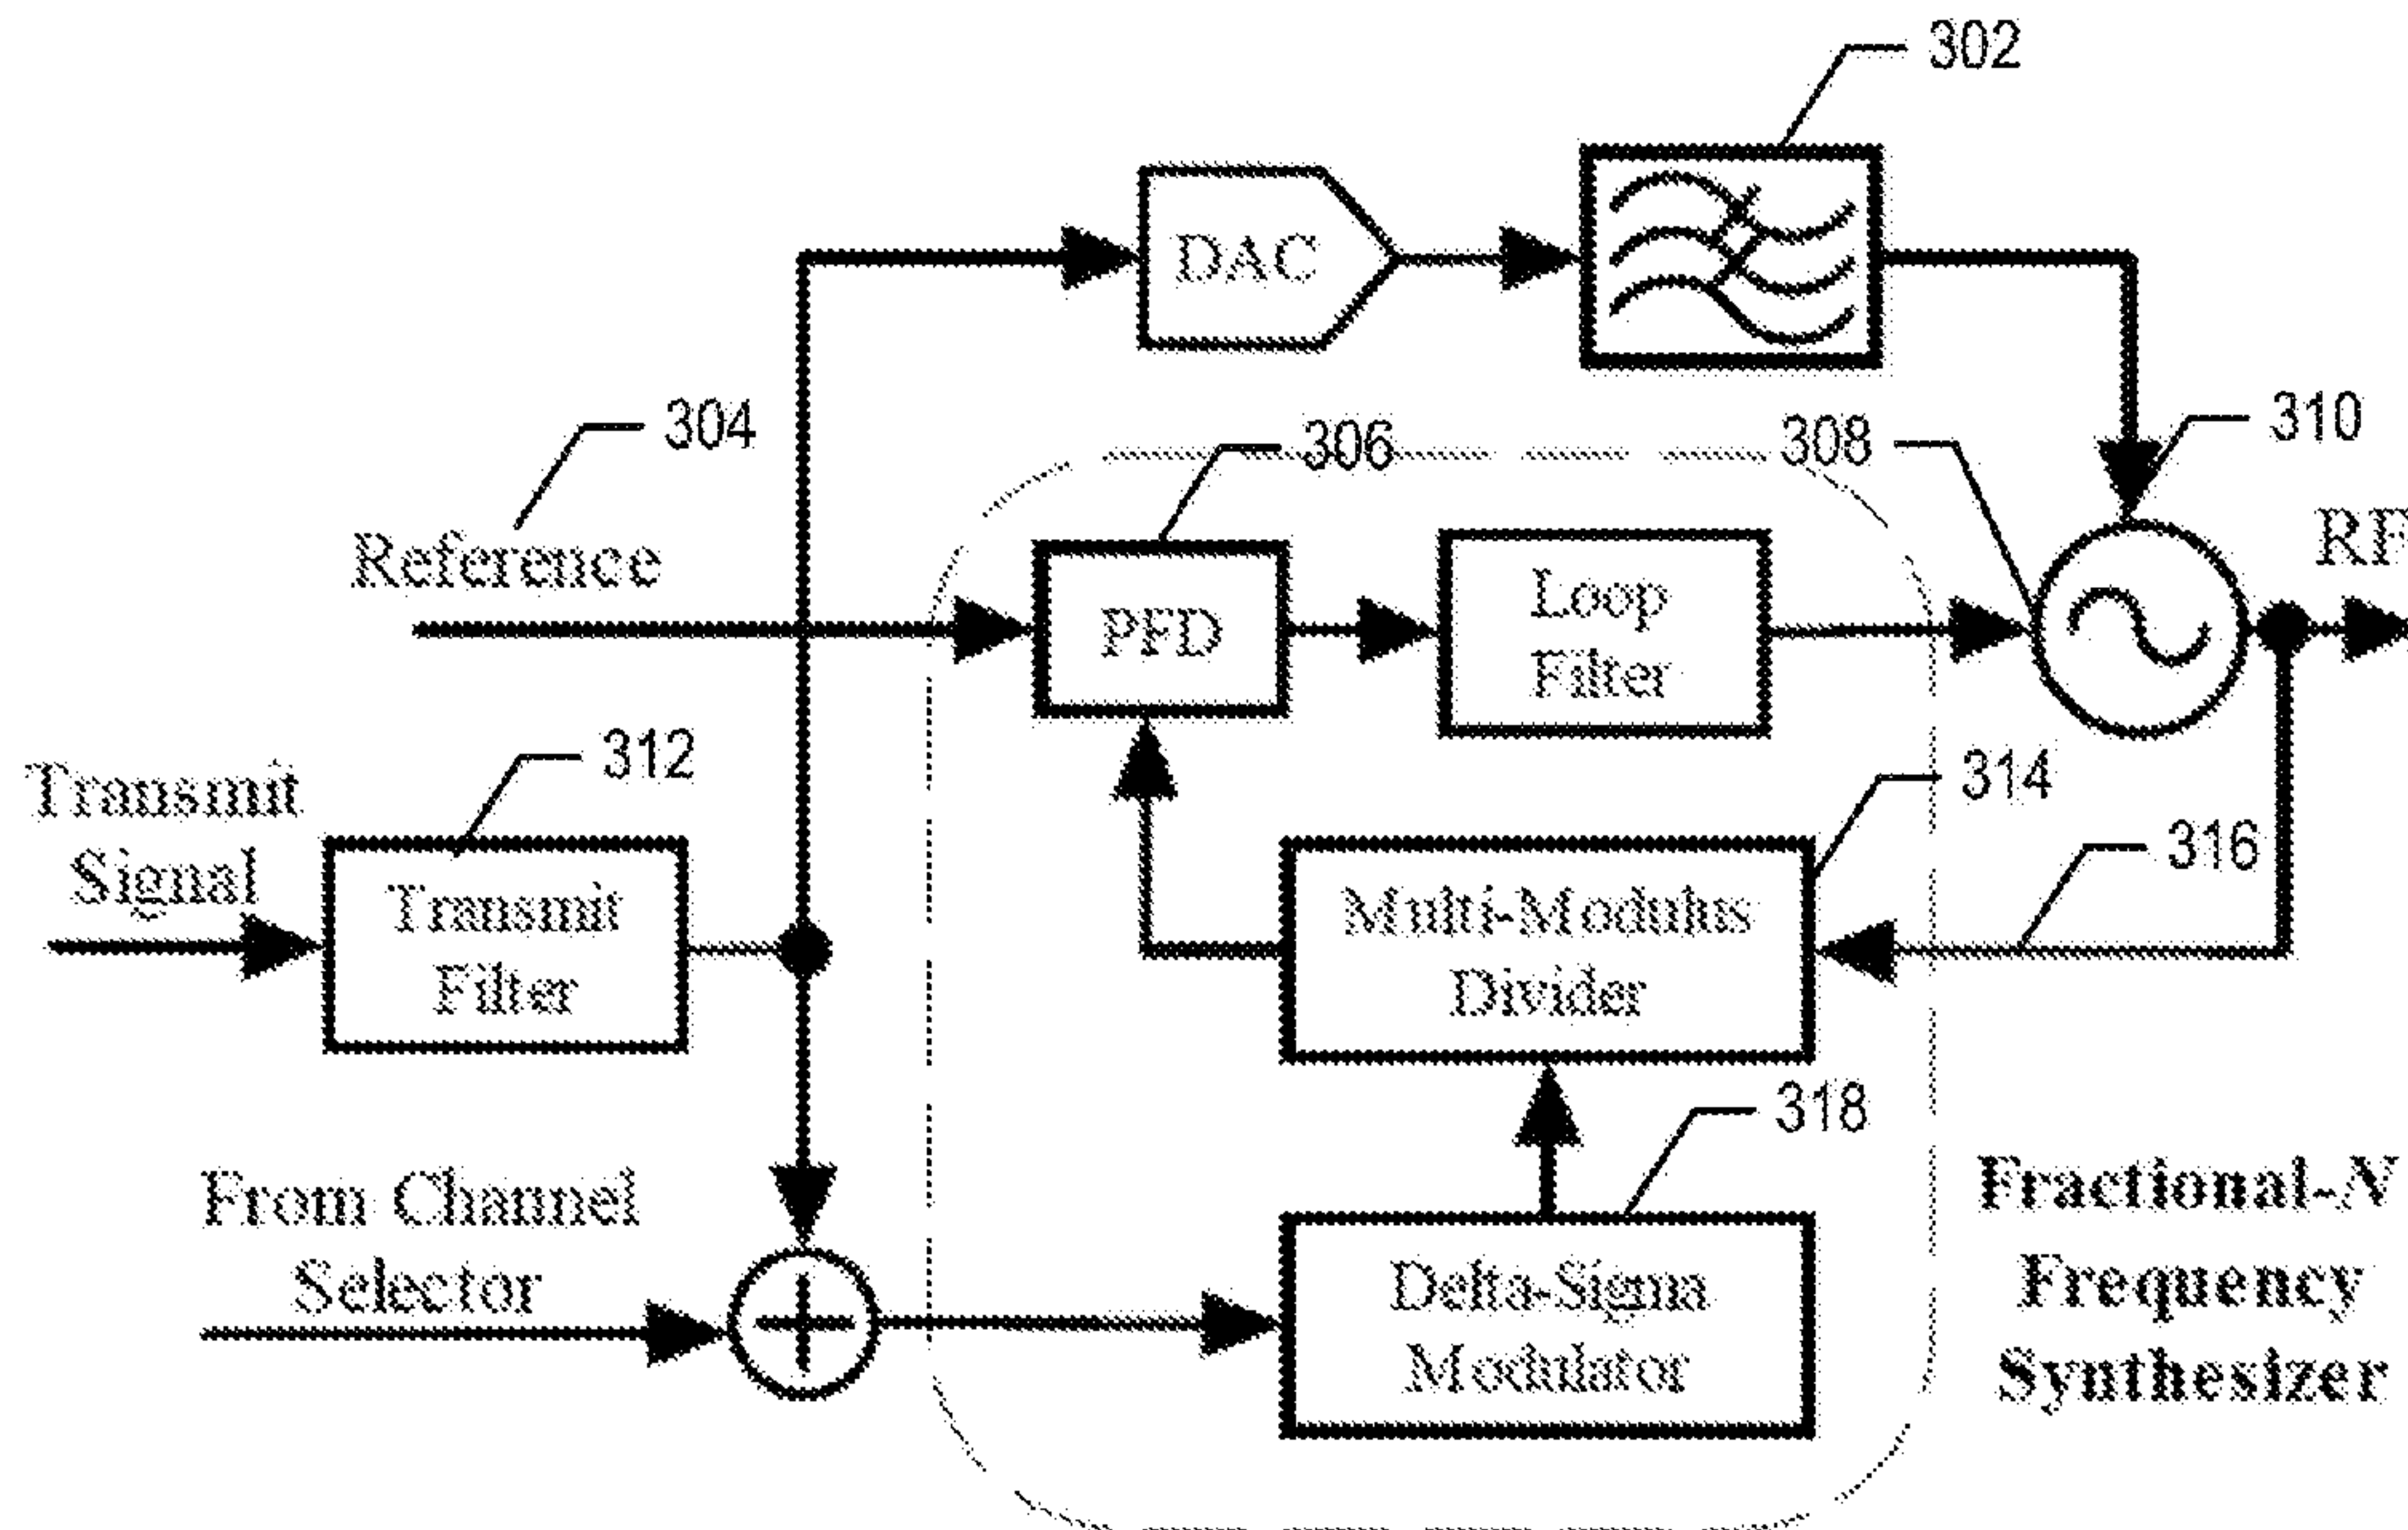 302
DAC
304
310
306
308
Reference
RF
PFD
Loop
Filter
312
314
Transmit
Signal
316
Transmit
Filter
Multi-Modulus
Divider
318
From Channel
Selector
Delta-Sigma
Modulator
Fractional-N
Frequency
Synthesizer